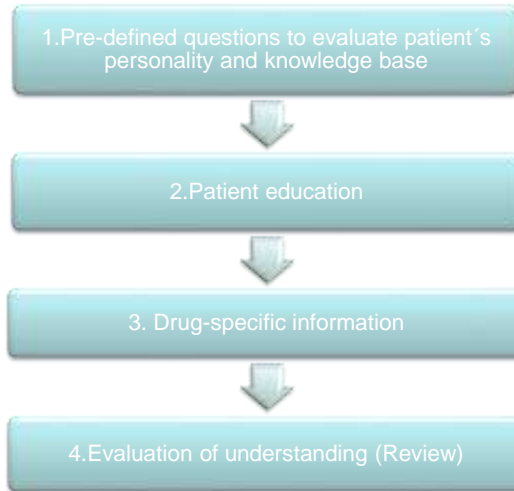 1.Pre-defined questions to evaluate patient´s
personality and knowledge base
2.Patient education
3. Drug-specific information
4.Evaluation of understanding (Review)